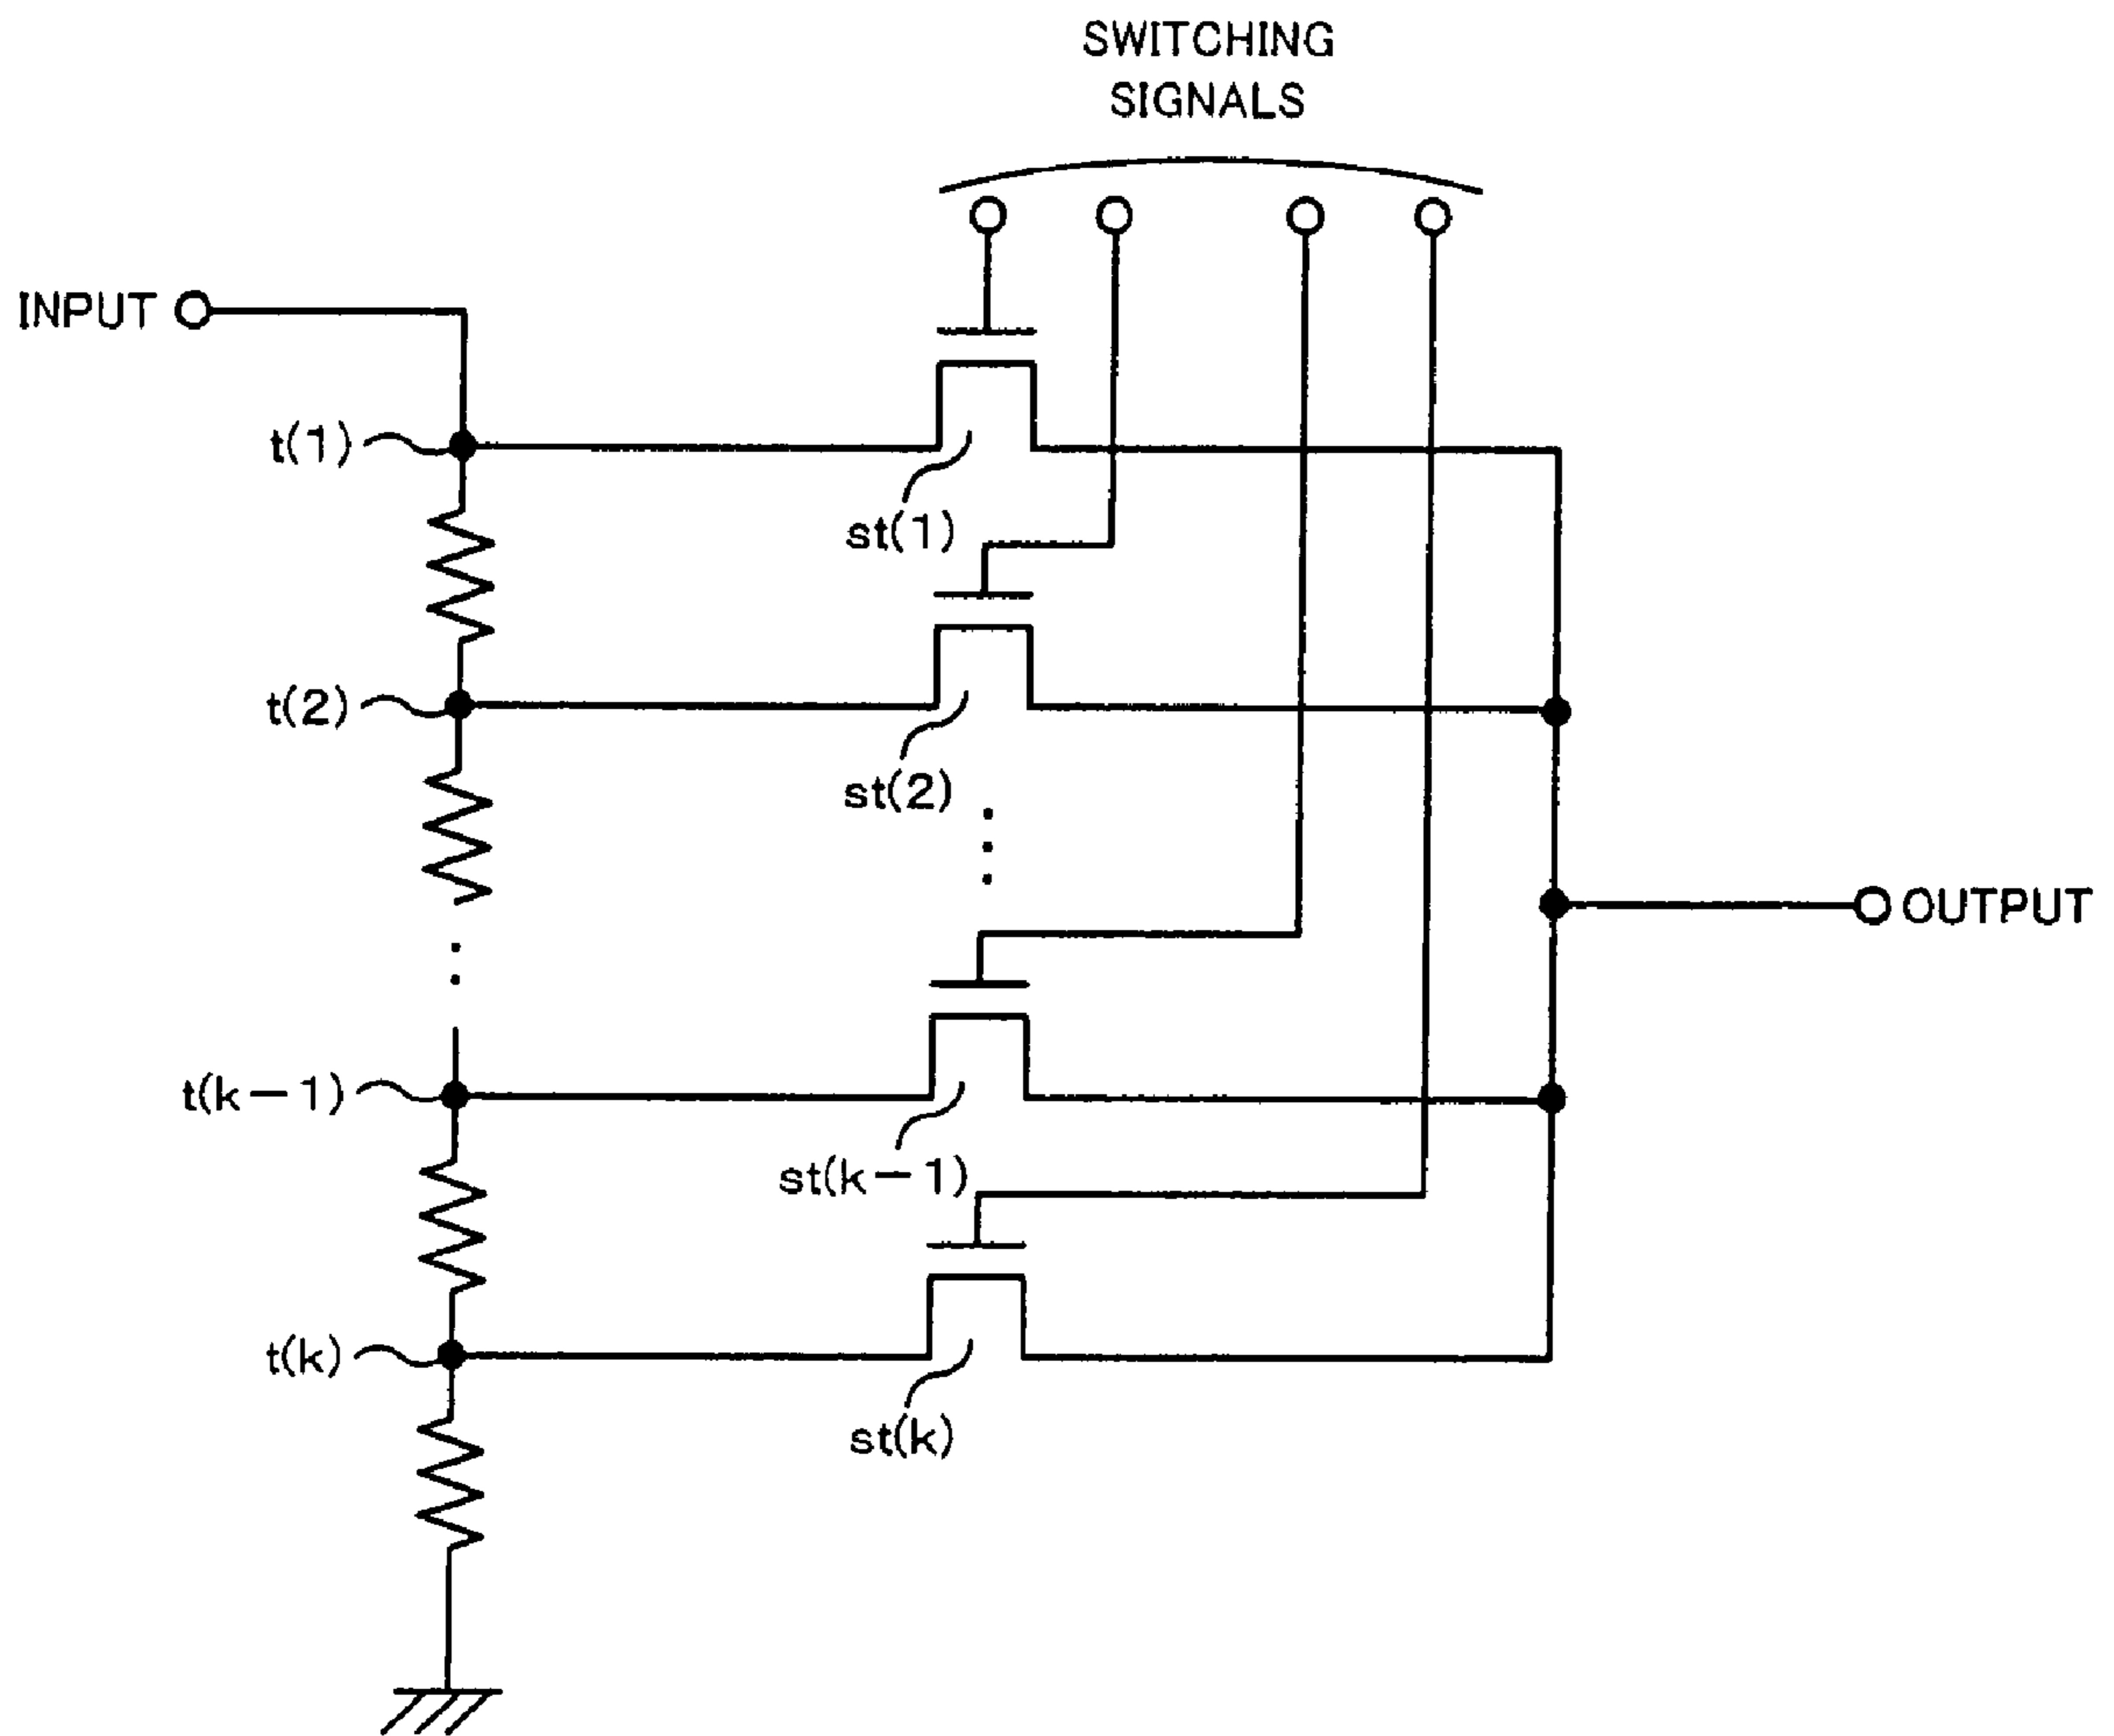 SWITCHING
SIGNALS
INPUT
t(1)
st(1)
t(2)
st(2)
OUTPUT
t(k−1)
st(k−1)
t(k)
st(k)